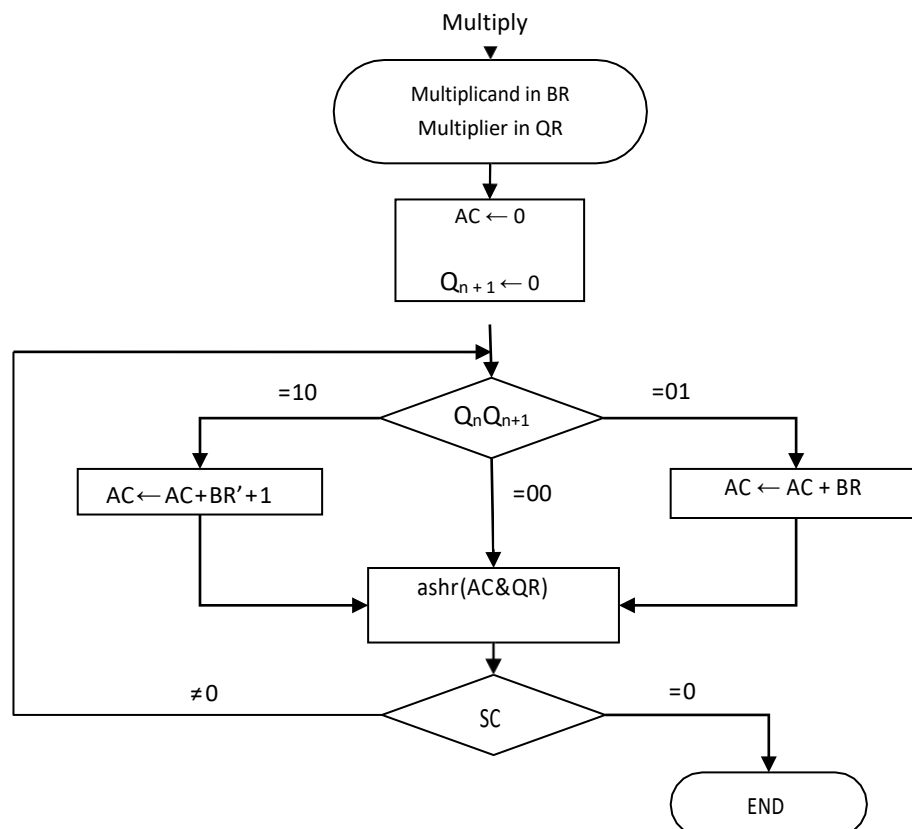 Multiply
Multiplicand in BR
Multiplier in QR
AC ← 0
Qn + 1 ← 0
=10
QnQn+1
=01
AC ← AC+BR’+1
=00
AC ← AC + BR
ashr(AC&QR)
≠0
=0
SC
END